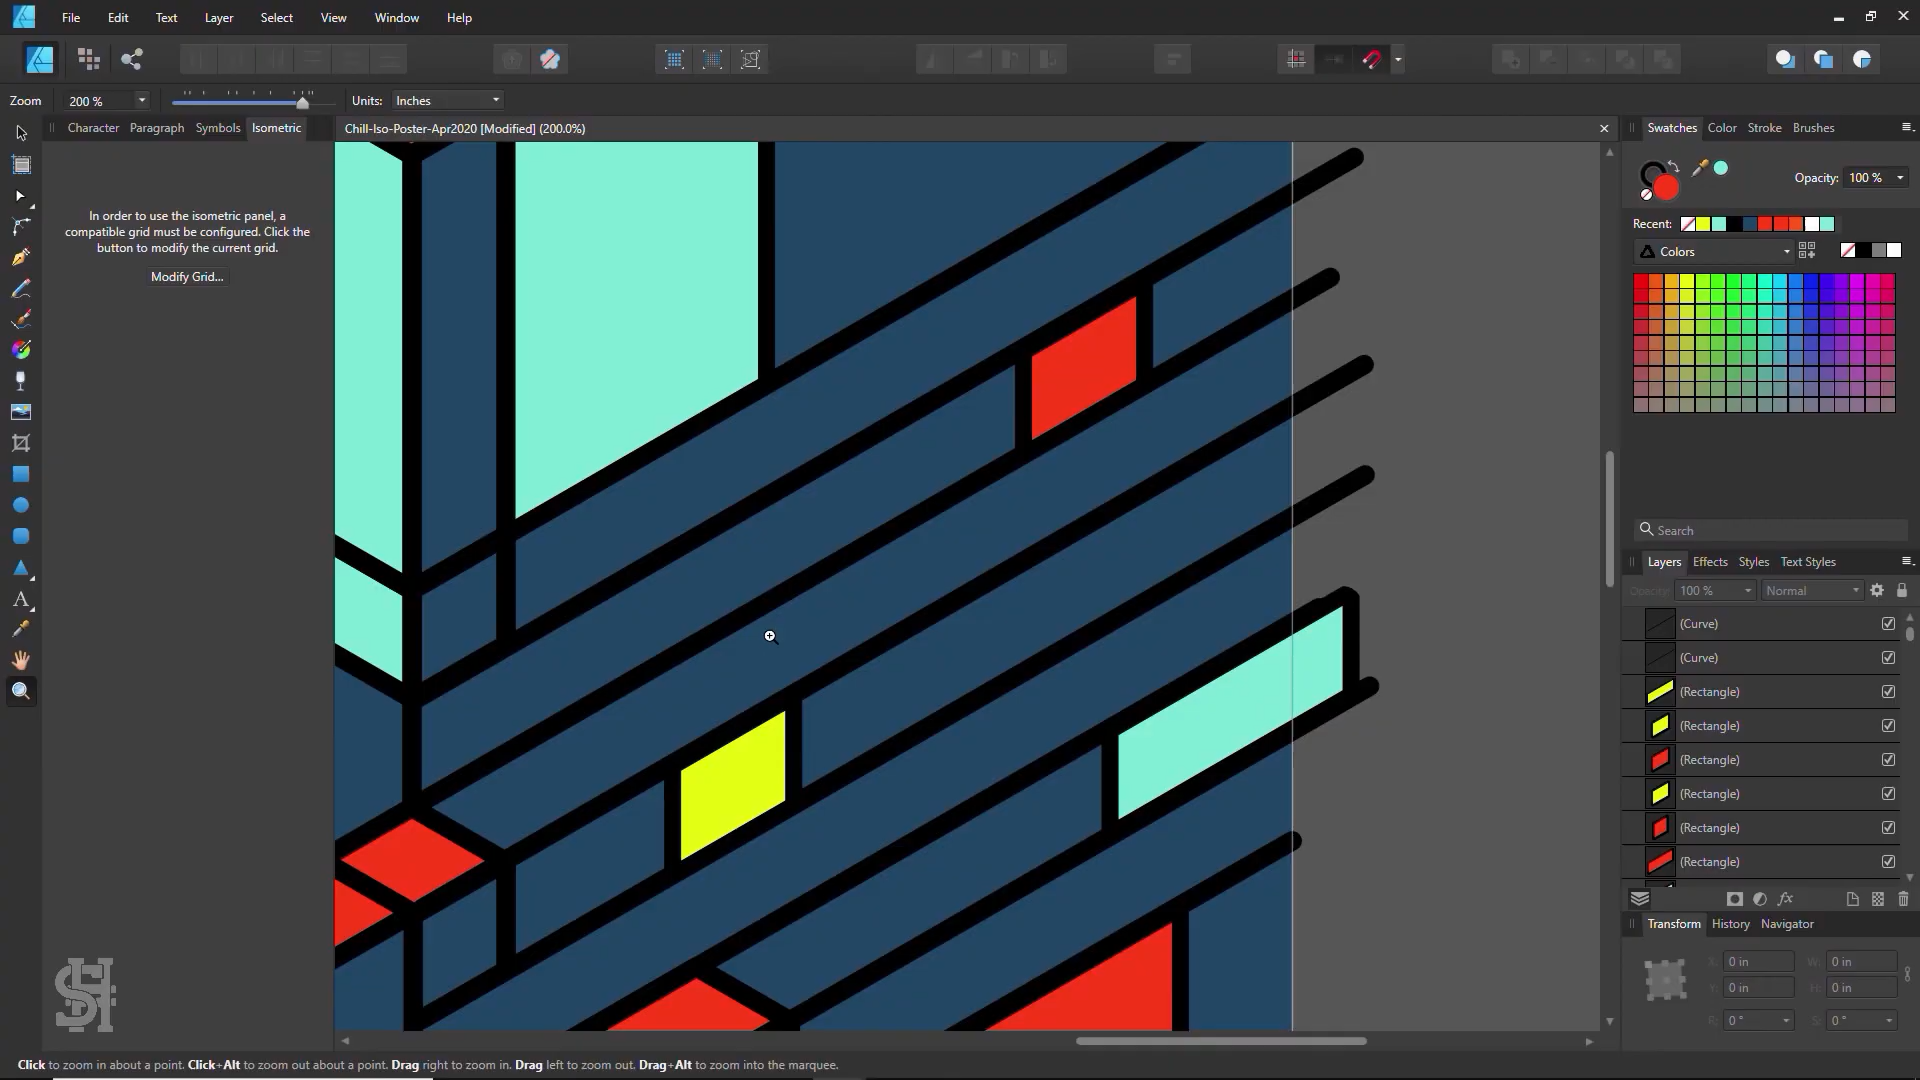 File Edit Text Layer Select View Window Help
Zoom 200 % Units: Inches
Character Paragraph Symbols Isometric
Chill-Iso-Poster-Apr2020 [Modified] (200.0%)
In order to use the isometric panel, a
compatible grid must be configured. Click the
button to modify the current grid.
Modify Grid...
Swatches Color Stroke Brushes
Opacity: 100 %
Recent:
Colors
Search
Layers Effects Styles Text Styles
Opacity: 100 % Normal
(Curve)
(Curve)
(Rectangle)
(Rectangle)
(Rectangle)
(Rectangle)
(Rectangle)
(Rectangle)
fx
Transform History Navigator
X: 0 in W: 0 in
Y: 0 in H: 0 in
R: 0 ° S: 0 °
Click to zoom in about a point. Click+Alt to zoom out about a point. Drag right to zoom in. Drag left to zoom out. Drag+Alt to zoom into the marquee.